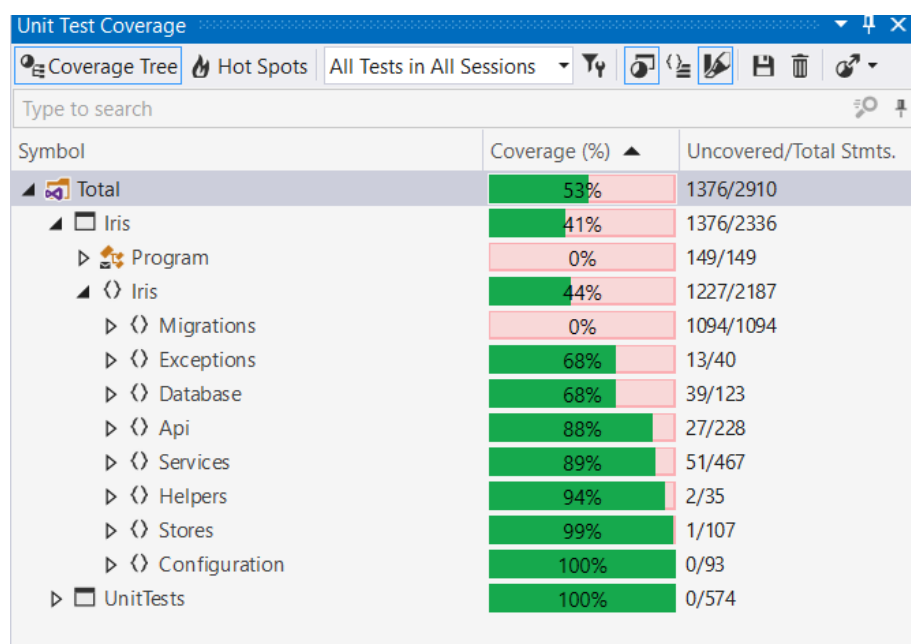 Unit Test Coverage
Coverage Tree Hot Spots All Tests in All Sessions
Type to search
Symbol Coverage (%) Uncovered/Total Stmts.
Total 53% 1376/2910
Iris 41% 1376/2336
Program 0% 149/149
Iris 44% 1227/2187
Migrations 0% 1094/1094
Exceptions 68% 13/40
Database 68% 39/123
Api 88% 27/228
Services 89% 51/467
Helpers 94% 2/35
Stores 99% 1/107
Configuration 100% 0/93
UnitTests 100% 0/574